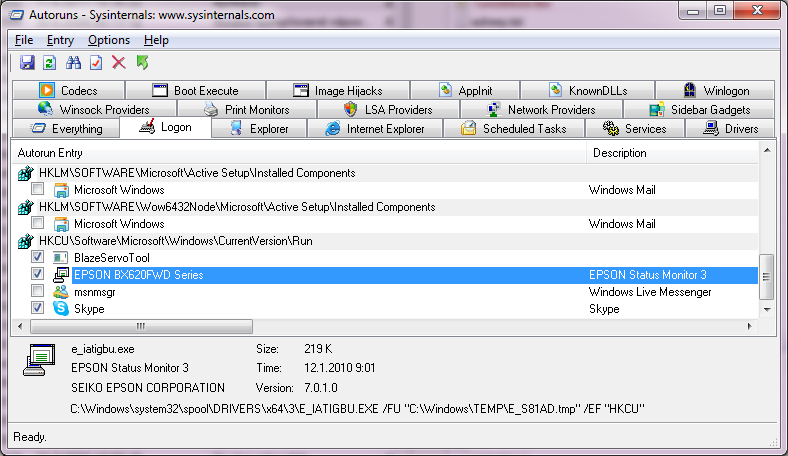 Autoruns - Sysinternals: www.sysinternals.com
File Entry Options Help
Codecs Boot Execute Image Hijacks AppInit KnownDLLs Winlogon
Winsock Providers Print Monitors LSA Providers Network Providers Sidebar Gadgets
Everything Logon Explorer Internet Explorer Scheduled Tasks Services Drivers
Autorun Entry Description
HKLM\SOFTWARE\Microsoft\Active Setup\Installed Components
Microsoft Windows Windows Mail
HKLM\SOFTWARE\Wow6432Node\Microsoft\Active Setup\Installed Components
Microsoft Windows Windows Mail
HKCU\Software\Microsoft\Windows\CurrentVersion\Run
BlazeServoTool
EPSON BX620FWD Series EPSON Status Monitor 3
msnmsgr Windows Live Messenger
Skype Skype
e_iatigbu.exe Size: 219 K
EPSON Status Monitor 3 Time: 12.1.2010 9:01
SEIKO EPSON CORPORATION Version: 7.0.1.0
C:\Windows\system32\spool\DRIVERS\x64\3\E_IATIGBU.EXE /FU "C:\Windows\TEMP\E_S81AD.tmp" /EF "HKCU"
Ready.